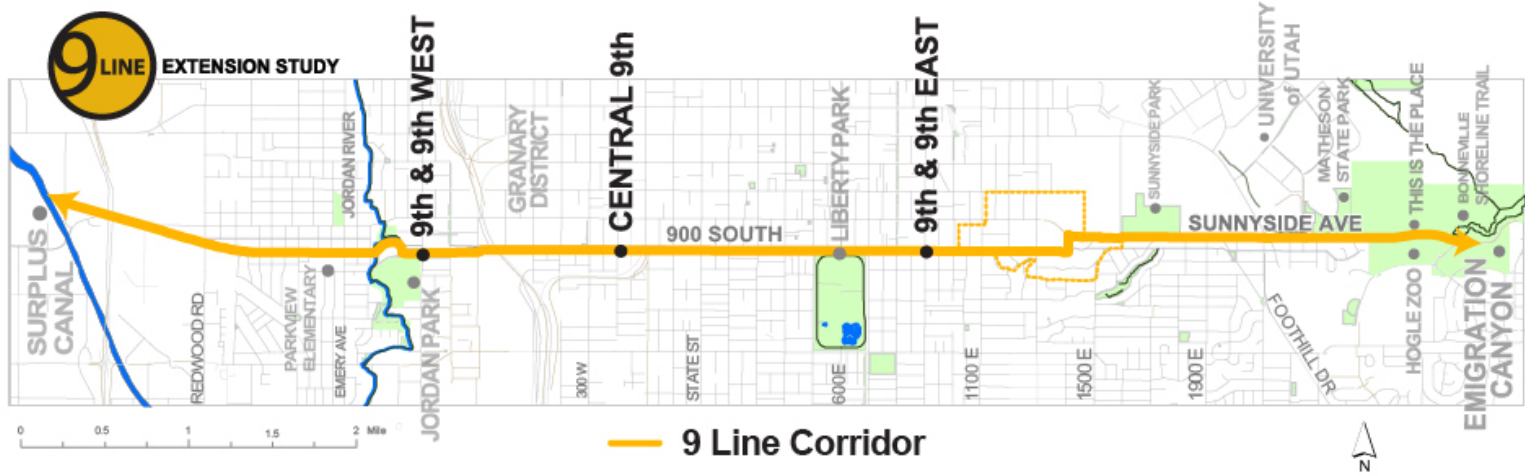 9 LINE
EXTENSION STUDY
SURPLUS
CANAL
REDWOOD RD
PARKVIEW
ELEMENTARY
EMERY AVE
JORDAN RIVER
9th & 9th WEST
JORDAN PARK
GRANARY
DISTRICT
300 W
CENTRAL 9th
STATE ST
900 SOUTH
LIBERTY PARK
600E
9th & 9th EAST
1100 E
1500 E
SUNNYSIDE PARK
1900 E
SUNNYSIDE AVE
UNIVERSITY
of UTAH
FOOTHILL DR
MATHESON
STATE PARK
THIS IS THE PLACE
HOGLE ZOO
BONNEVILLE
SHORELINE TRAIL
EMIGRATION
CANYON
0 0.5 1 1.5 2 Mile
9 Line Corridor
N